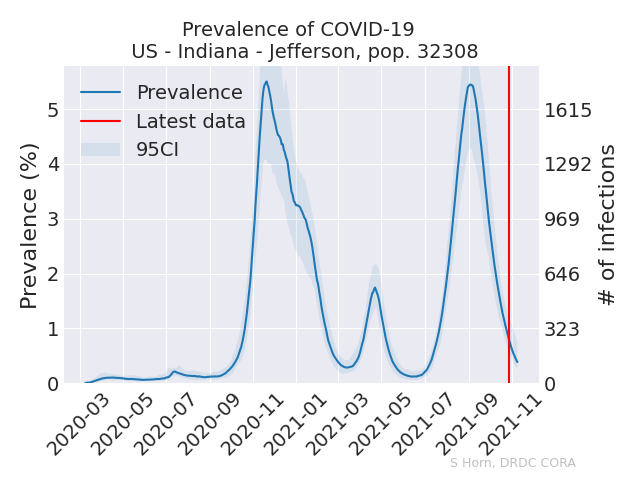 Prevalence of COVID-19
US - Indiana - Jefferson, pop. 32308
Prevalence
Latest data
95CI
Prevalence (%)
5
4
3
2
1
0
1615
1292
969
646
323
0
# of infections
2020-03
2020-05
2020-07
2020-09
2020-11
2021-01
2021-03
2021-05
2021-07
2021-09
2021-11
S Horn, DRDC CORA